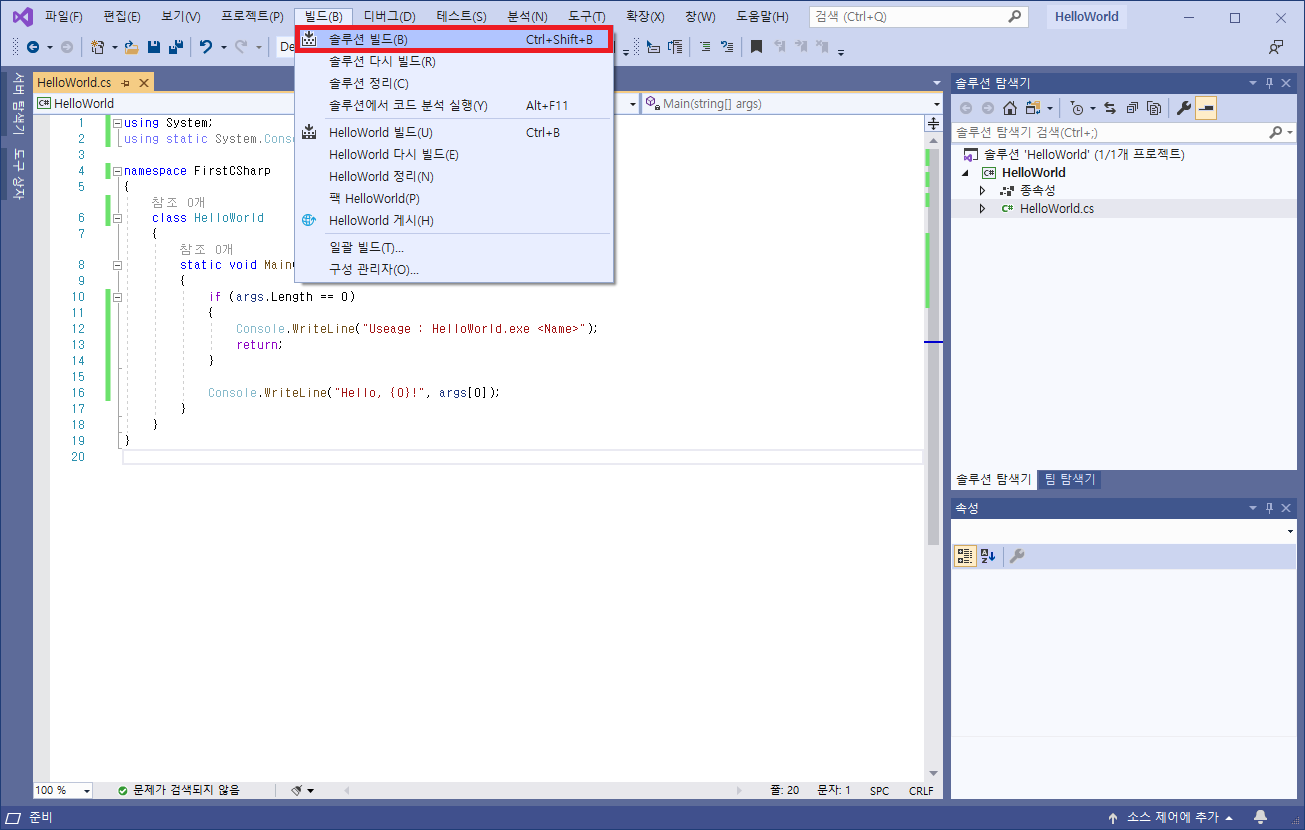 파일(F) 편집(E) 보기(V) 프로젝트(P) 빌드(B) 디버그(D) 테스트(S) 분석(N) 도구(T) 확장(X) 창(W) 도움말(H) 검색 (Ctrl+Q) HelloWorld
De
솔루션 빌드(B) Ctrl+Shift+B
솔루션 다시 빌드(R)
솔루션 정리(C)
솔루션에서 코드 분석 실행(Y) Alt+F11
HelloWorld 빌드(U) Ctrl+B
HelloWorld 다시 빌드(E)
HelloWorld 정리(N)
팩 HelloWorld(P)
HelloWorld 게시(H)
일괄 빌드(T)...
구성 관리자(O)...
서버 탐색기
도구 상자
HelloWorld.cs
C# HelloWorld
Main(string[] args)
1 using System;
2 using static System.Conso
3
4 namespace FirstCSharp
5 {
참조 0개
6 class HelloWorld
7 {
참조 0개
8 static void Main(
9 {
10 if (args.Length == 0)
11 {
12 Console.WriteLine("Useage : HelloWorld.exe <Name>");
13 return;
14 }
15
16 Console.WriteLine("Hello, {0}!", args[0]);
17 }
18 }
19 }
20
100 % 문제가 검색되지 않음 줄: 20 문자: 1 SPC CRLF
솔루션 탐색기
솔루션 탐색기 검색(Ctrl+;)
솔루션 'HelloWorld' (1/1개 프로젝트)
C# HelloWorld
종속성
C# HelloWorld.cs
솔루션 탐색기 팀 탐색기
속성
준비 소스 제어에 추가